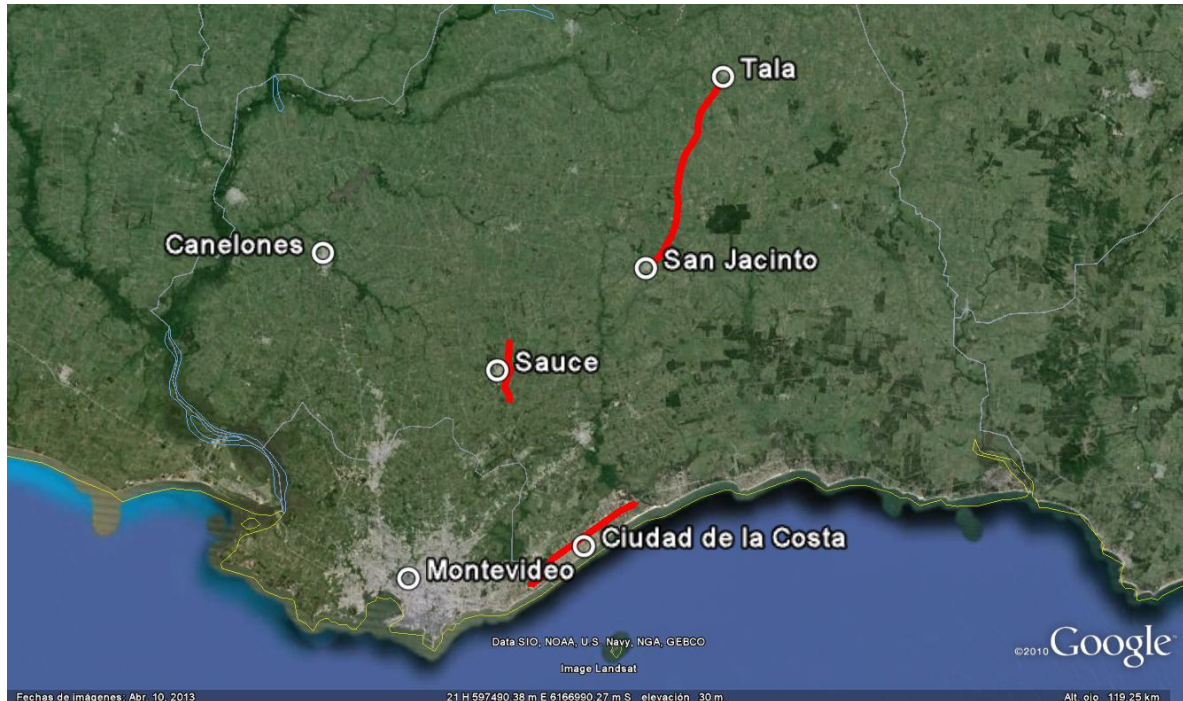 Tala
San Jacinto
Canelones
Sauce
Ciudad de la Costa
Montevideo
Data SIO, NOAA, U.S. Navy, NGA, GEBCO
Image Landsat
©2010 Google
Fechas de imágenes: Abr. 10, 2013 21 H 597490.38 m E 6166990.27 m S elevación 30 m Alt. ojo 119.25 km